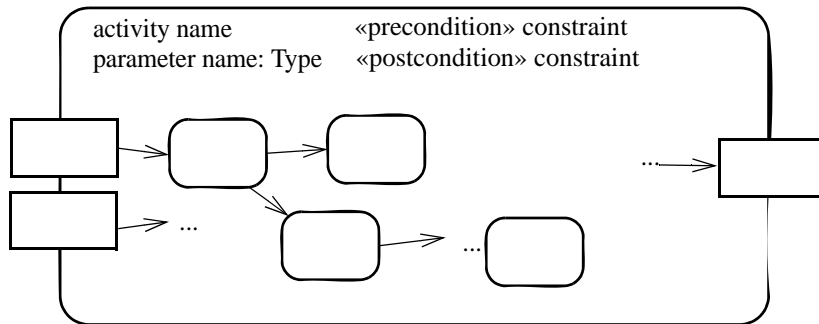 activity name «precondition» constraint
parameter name: Type «postcondition» constraint
...
...
...